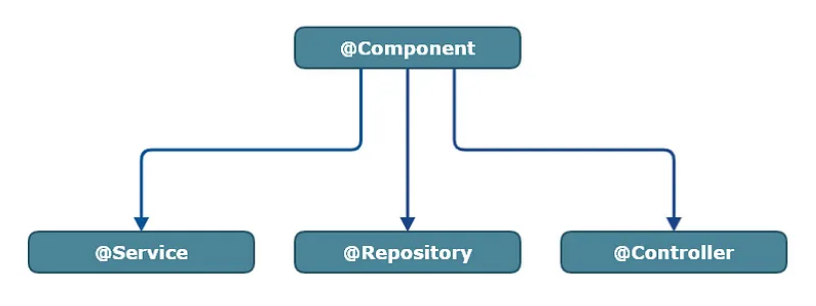 @Component
@Service
@Repository
@Controller